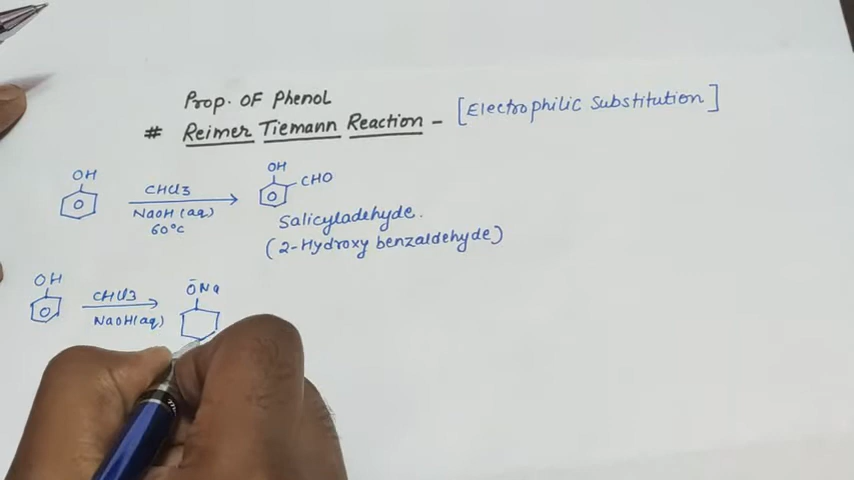 Prop. OF Phenol
# Reimer Tiemann Reaction - [Electrophilic Substitution]
OH
CHCl3
NaOH (aq)
60°C
OH
CHO
Salicyladehyde.
(2-Hydroxy benzaldehyde)
OH
CHCl3
NaOH(aq)
ŌNa